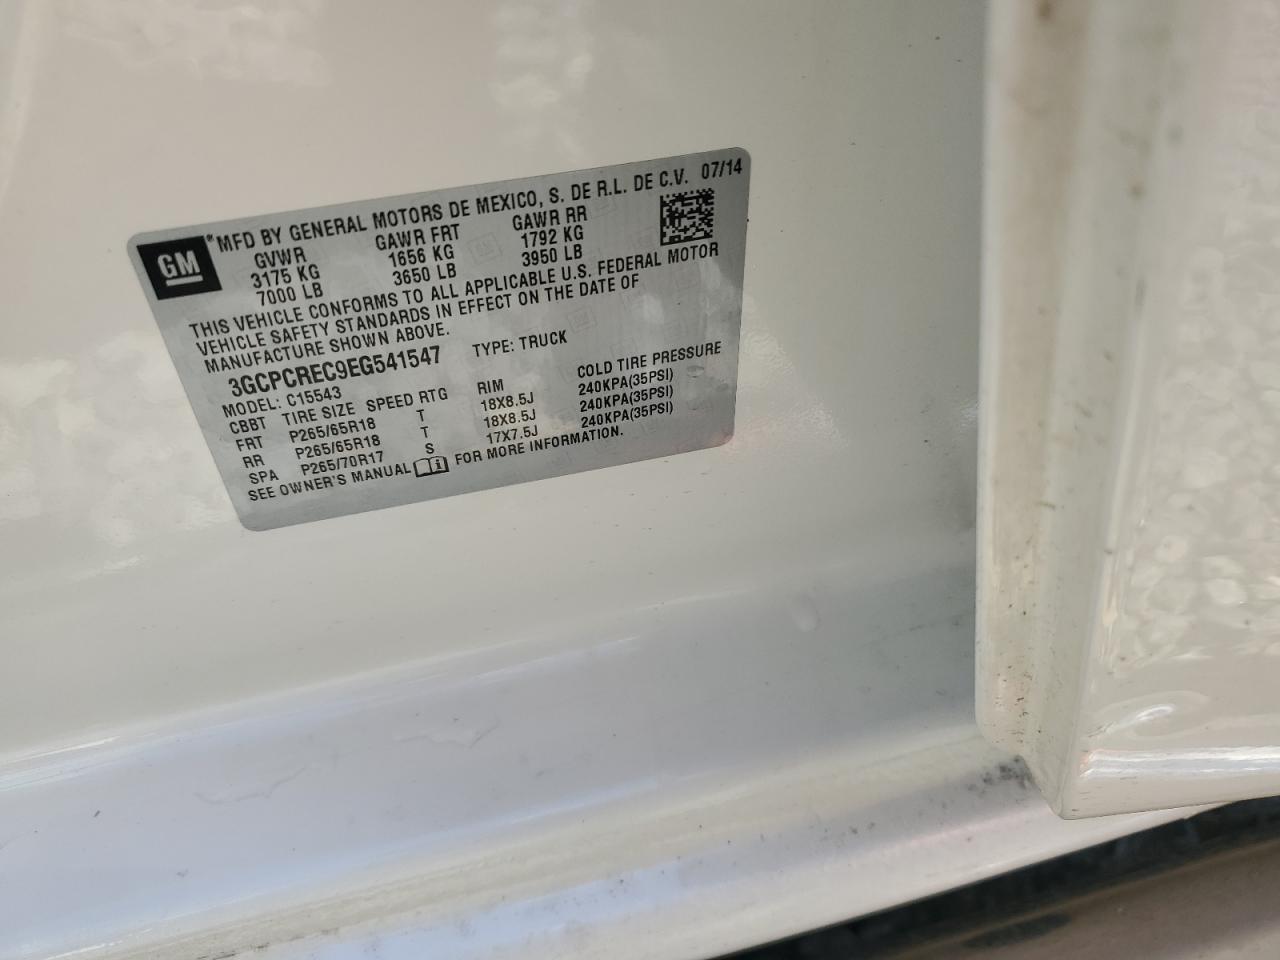 GM
*MFD BY GENERAL MOTORS DE MEXICO, S. DE R.L. DE C.V. 07/14
GVWR GAWR FRT GAWR RR
3175 KG 1656 KG 1792 KG
7000 LB 3650 LB 3950 LB
THIS VEHICLE CONFORMS TO ALL APPLICABLE U.S. FEDERAL MOTOR
VEHICLE SAFETY STANDARDS IN EFFECT ON THE DATE OF
MANUFACTURE SHOWN ABOVE.
3GCPCREC9EG541547 TYPE: TRUCK
MODEL: C15543
CBBT TIRE SIZE SPEED RTG RIM COLD TIRE PRESSURE
FRT P265/65R18 T 18X8.5J 240KPA(35PSI)
RR P265/65R18 T 18X8.5J 240KPA(35PSI)
SPA P265/70R17 S 17X7.5J 240KPA(35PSI)
SEE OWNER'S MANUAL FOR MORE INFORMATION.